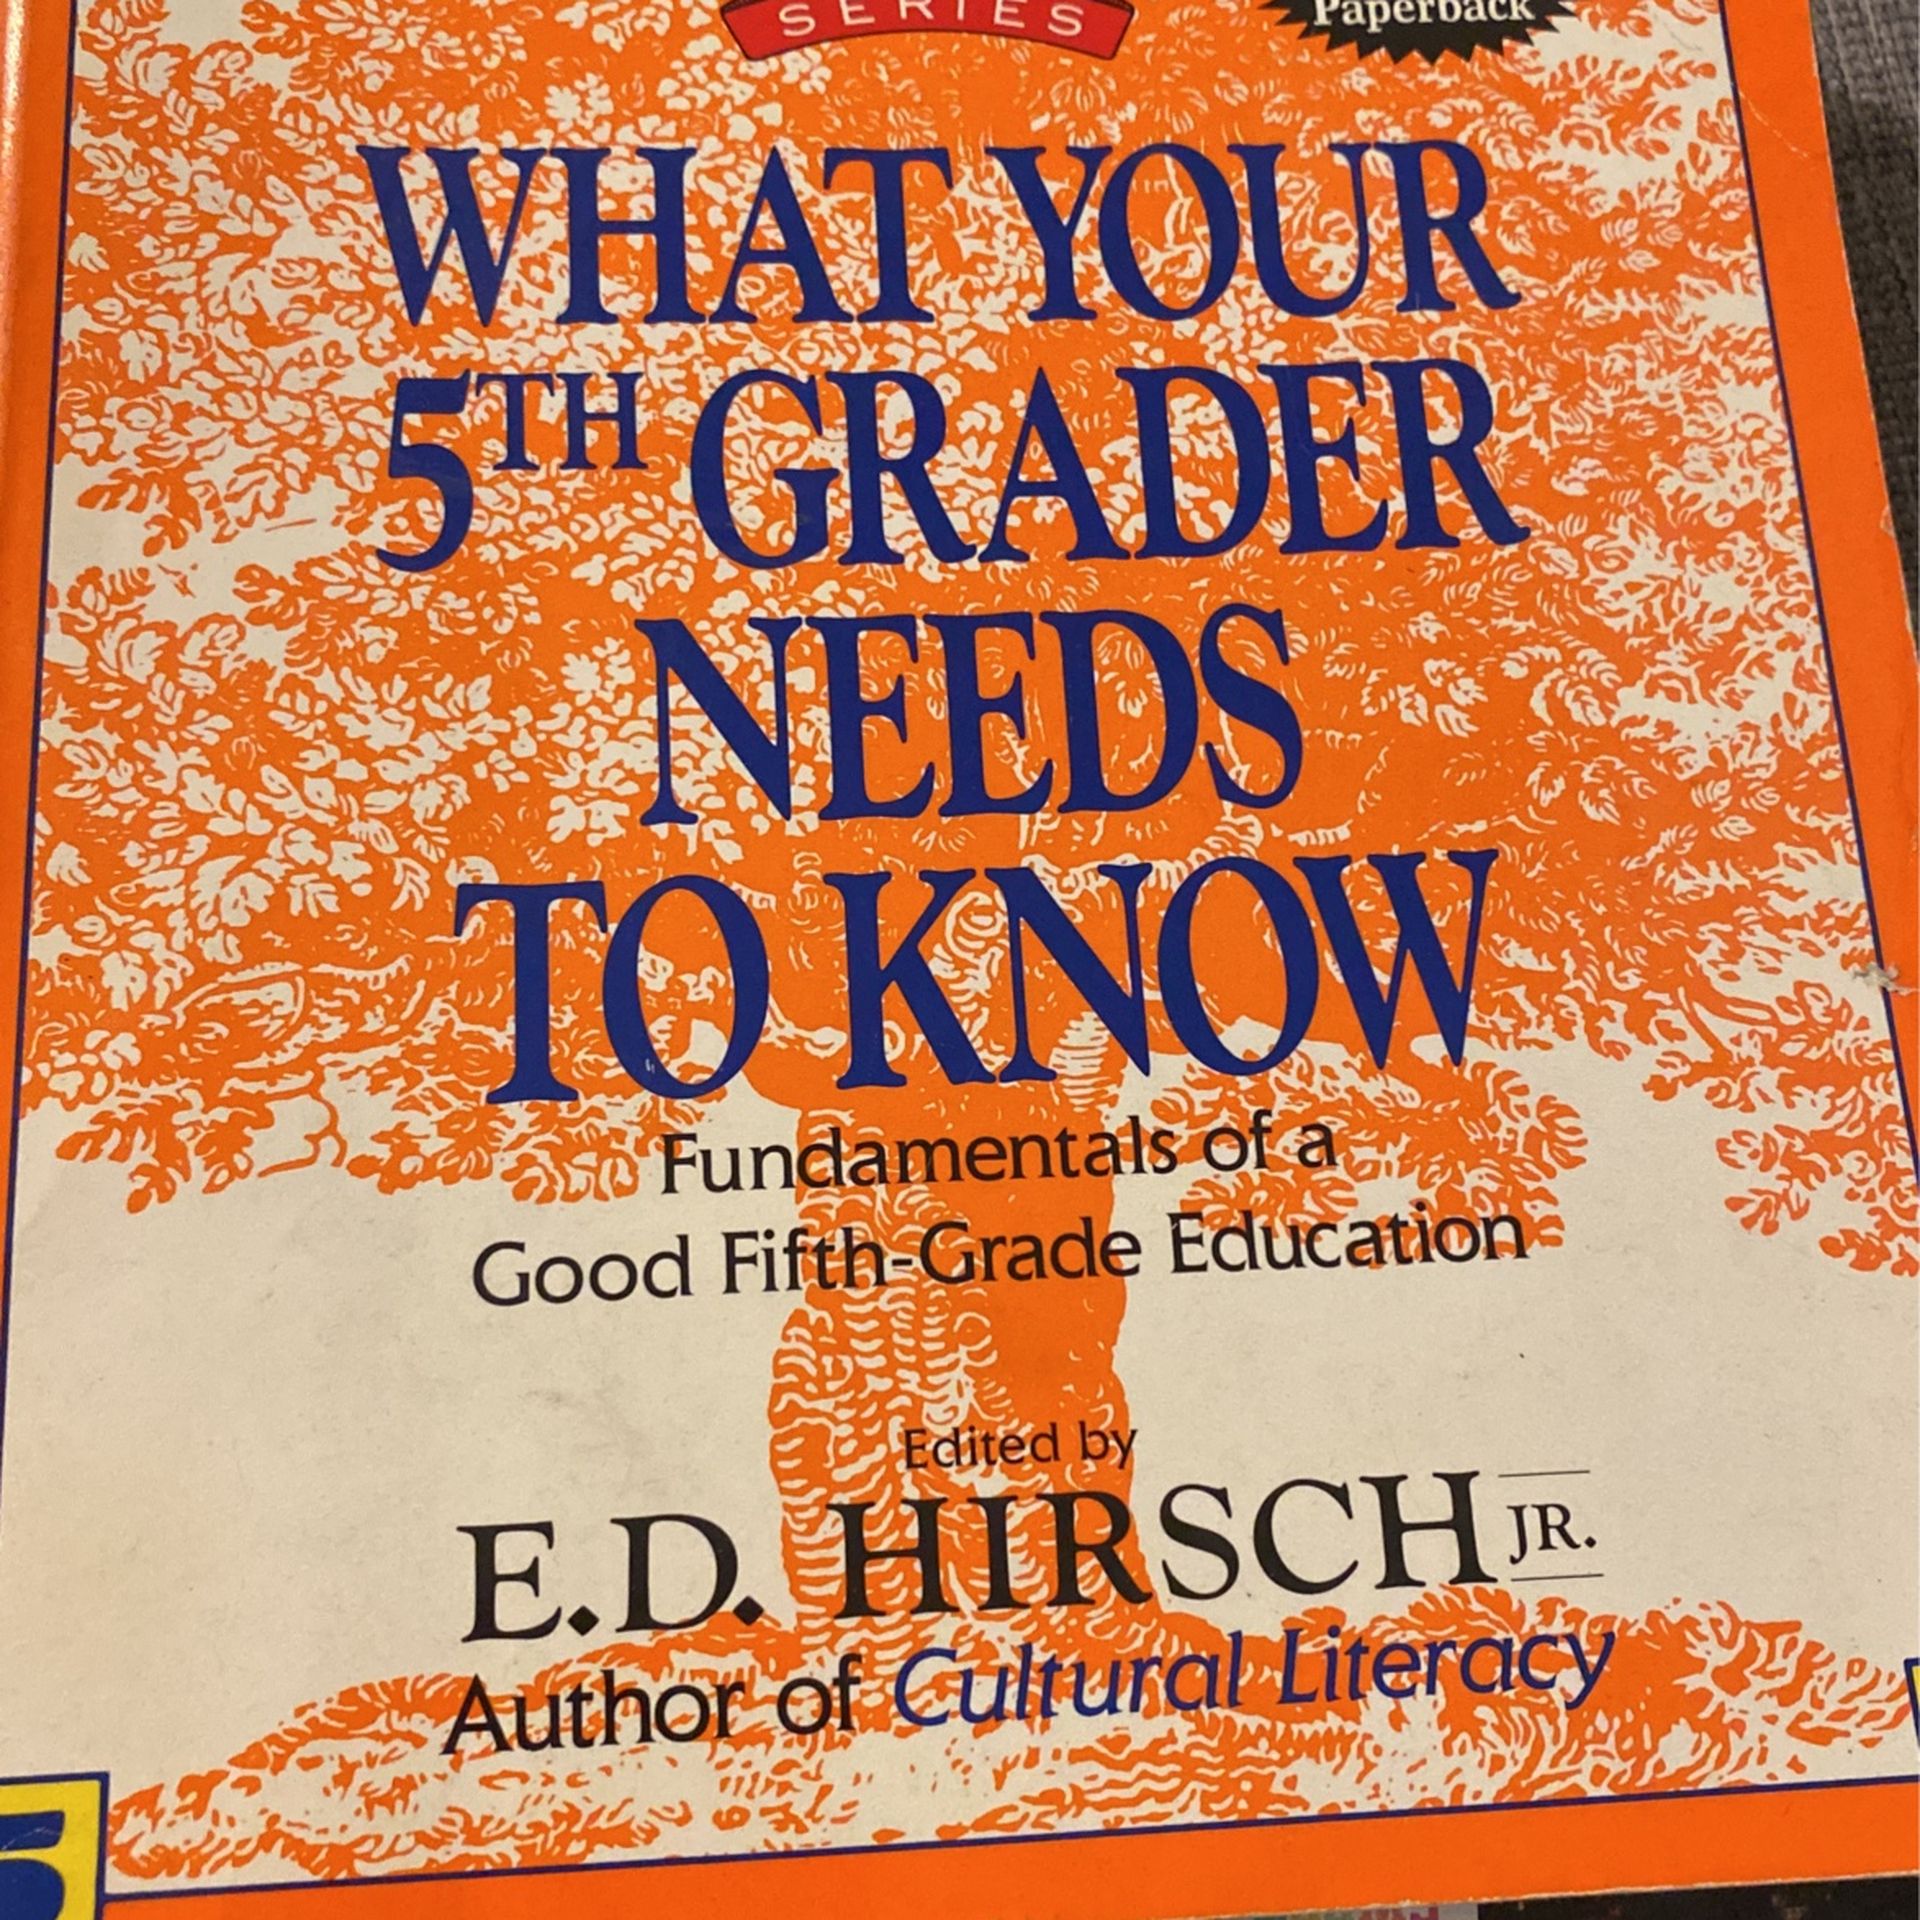 SERIES
Paperback
WHAT YOUR
5TH GRADER
NEEDS
TO KNOW
Fundamentals of a
Good Fifth-Grade Education
Edited by
E.D. HIRSCH JR.
Author of Cultural Literacy
5